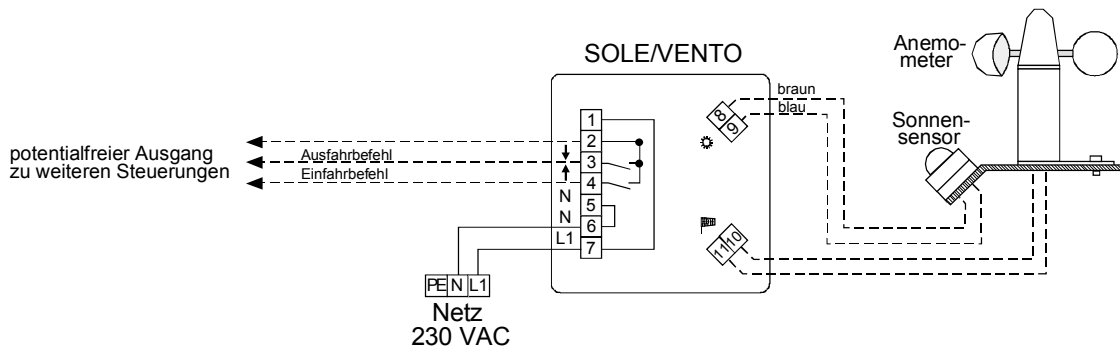 SOLE/VENTO
Anemo-
meter
Sonnen-
sensor
braun
blau
8
9
1
2
3
4
5
6
7
potentialfreier Ausgang
zu weiteren Steuerungen
Ausfahrbefehl
Einfahrbefehl
N
N
L1
11 10
PE N L1
Netz
230 VAC